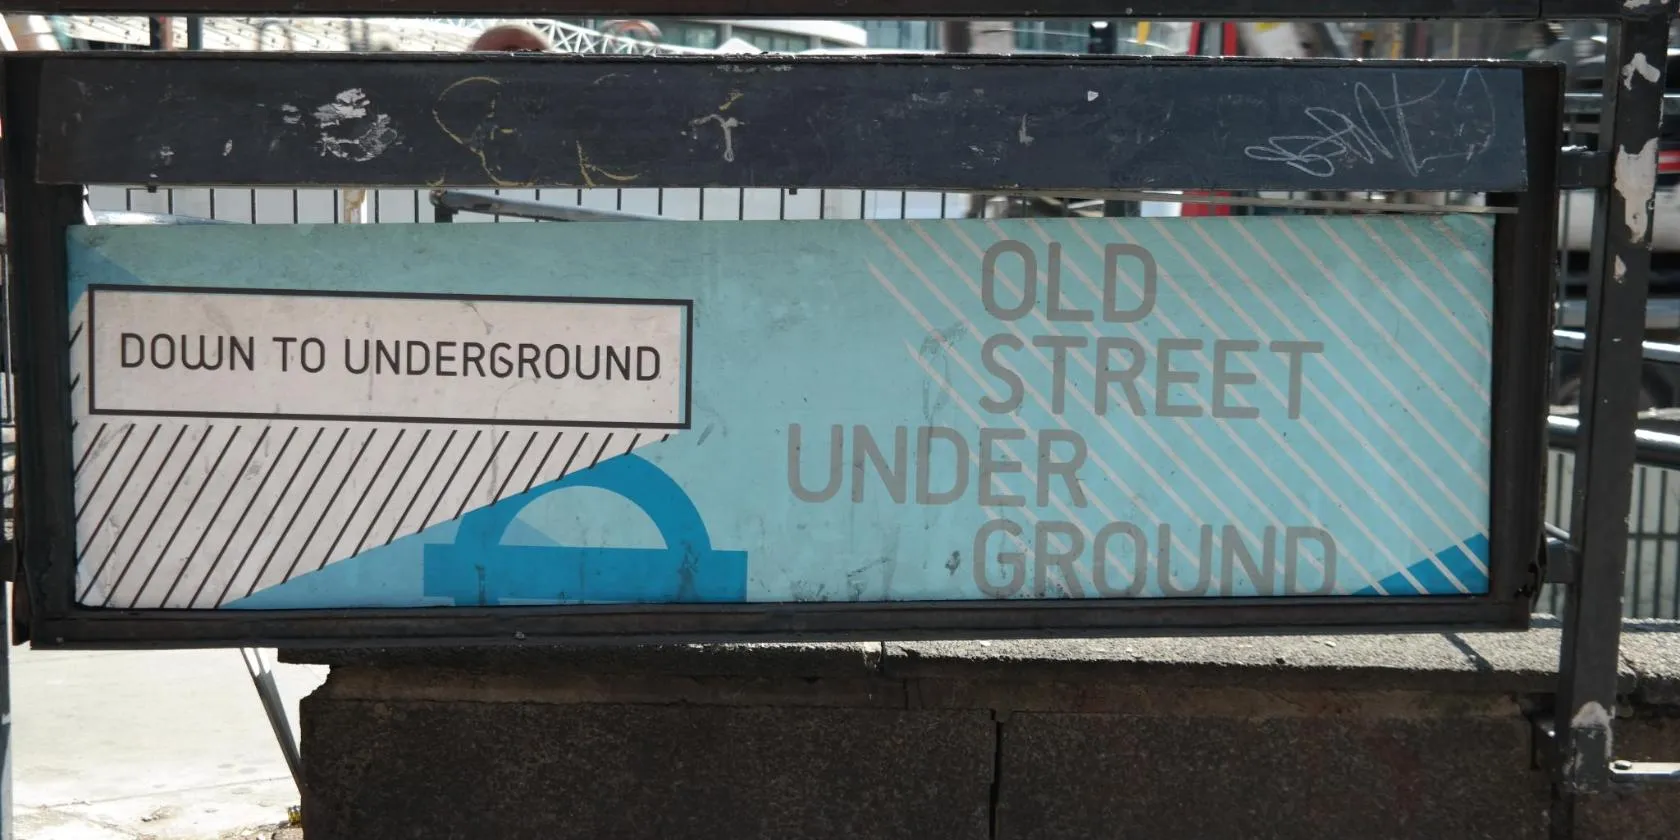 DOWN TO UNDERGROUND
OLD
STREET
UNDER
GROUND